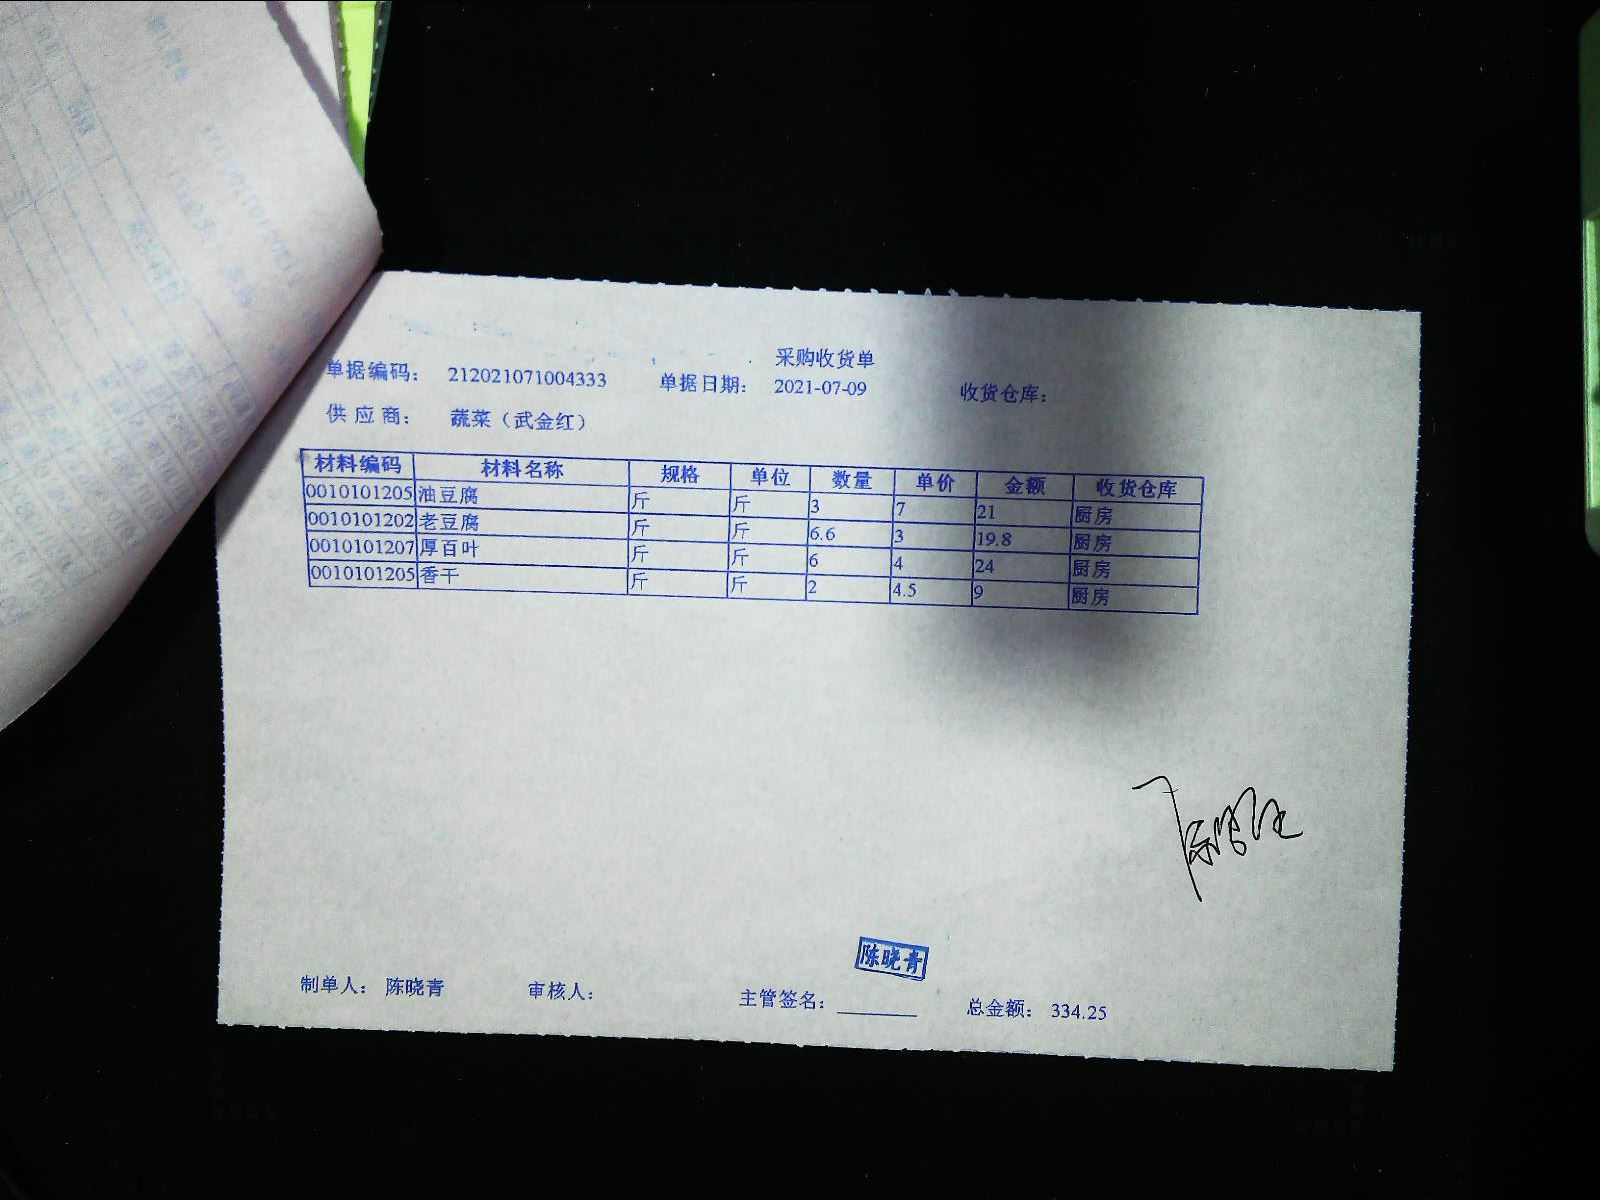 采购收货单
单据编码： 212021071004333 单据日期： 2021-07-09 收货仓库：
供 应 商： 蔬菜（武金红）
材料编码 材料名称 规格 单位 数量 单价 金额 收货仓库
0010101205 油豆腐 斤 斤 3 7 21 厨房
0010101202 老豆腐 斤 斤 6.6 3 19.8 厨房
0010101207 厚百叶 斤 斤 6 4 24 厨房
0010101205 香干 斤 斤 2 4.5 9 厨房
陈晓青
制单人： 陈晓青 审核人： 主管签名： 总金额： 334.25